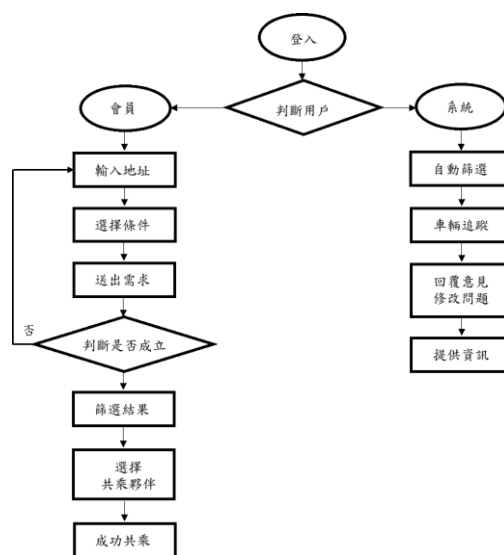 登入
判斷用戶
會員
系統
輸入地址
選擇條件
送出需求
否
判斷是否成立
篩選結果
選擇
共乘夥伴
成功共乘
自動篩選
車輛追蹤
回覆意見
修改問題
提供資訊